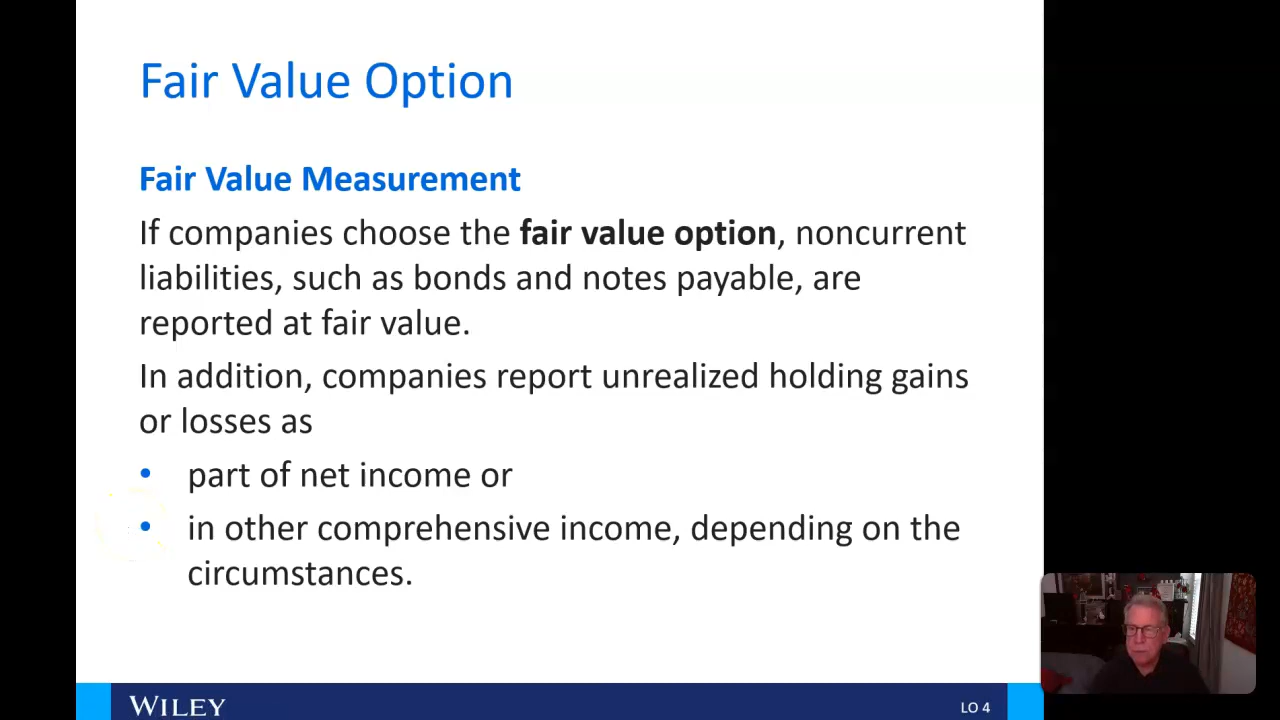 Fair Value Option
Fair Value Measurement
If companies choose the fair value option, noncurrent
liabilities, such as bonds and notes payable, are
reported at fair value.
In addition, companies report unrealized holding gains
or losses as
• part of net income or
• in other comprehensive income, depending on the
circumstances.
WILEY
LO 4